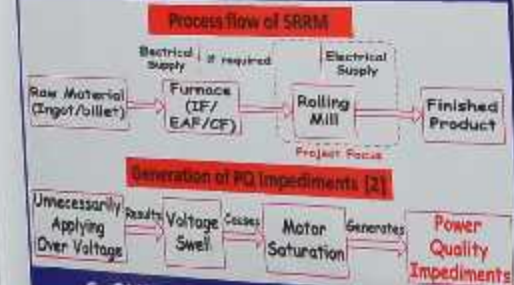 Process flow of SRRM
Electrical
Supply
if required
Electrical
Supply
Raw Material
(Ingot/billet)
Furnace
(IF/
EAF/CF)
Rolling
Mill
Finished
Product
Project Focus
Generation of PQ Impediments [2]
Unnecessarily
Applying
Over Voltage
Results
Voltage
Swell
Causes
Motor
Saturation
Generates
Power
Quality
Impediments